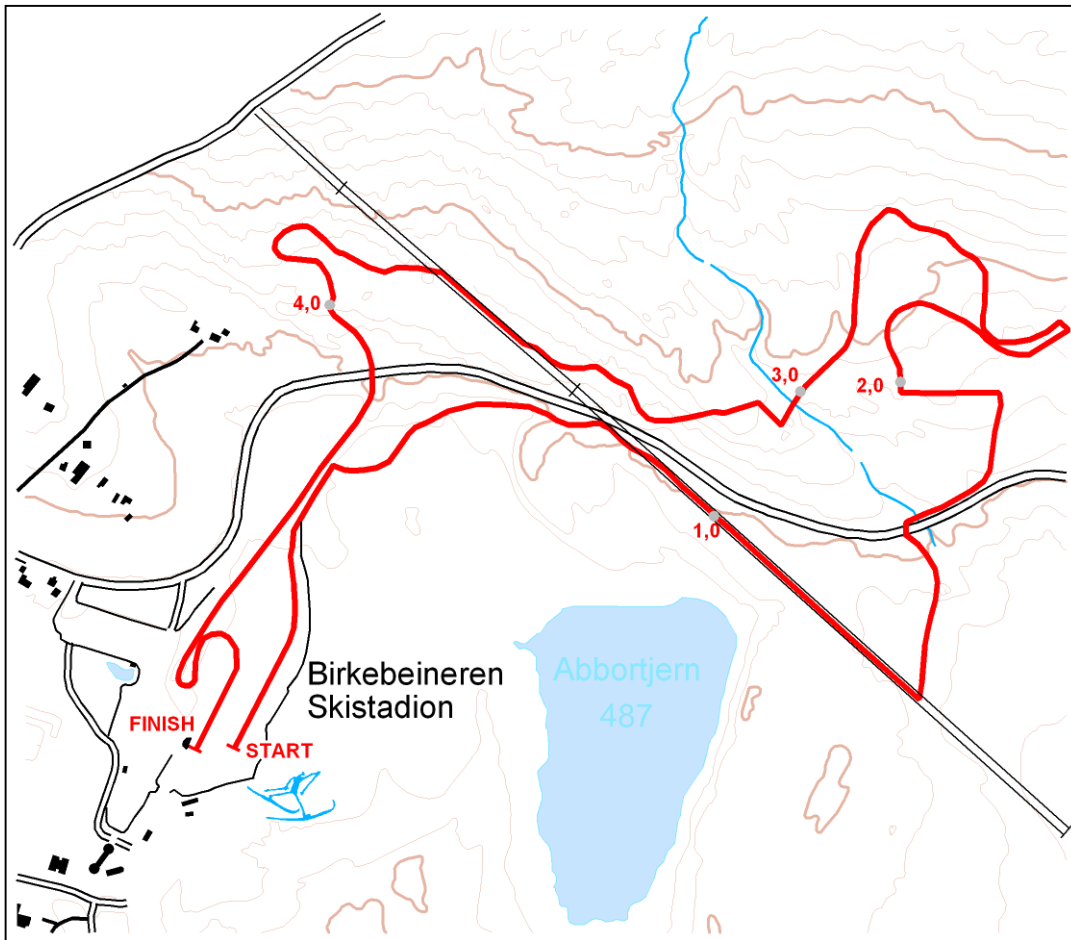 4,0
3,0
2,0
1,0
Birkebeineren
Skistadion
Abbortjern
487
FINISH
START